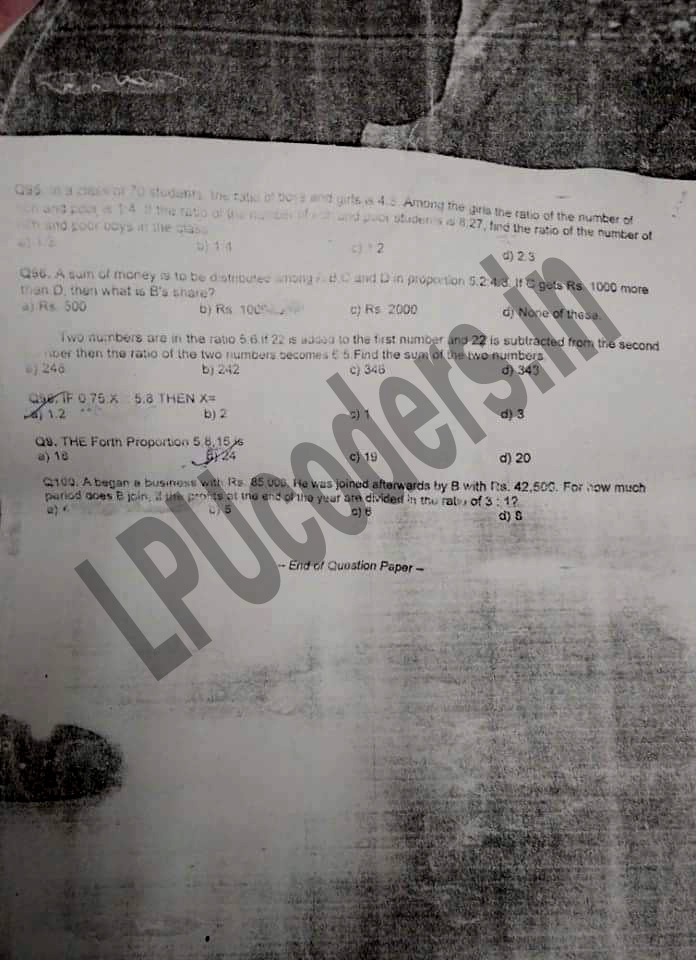 Q95. In a class of 70 students, the ratio of boys and girls is 4:3. Among the girls the ratio of the number of
rich and poor is 1:4. If the ratio of the number of rich and poor students is 8:27, find the ratio of the number of
rich and poor boys in the class
b) 1:4 c) 1:2 d) 2:3
Q96. A sum of money is to be distributed among A,B,C and D in proportion 5:2:4:3. If C gets Rs. 1000 more
than D, then what is B's share?
a) Rs. 500 b) Rs. c) Rs. 2000 d) None of these.
Two numbers are in the ratio 5:6.If 22 is added to the first number and 22 is subtracted from the second
then the ratio of the two numbers becomes 6:5.Find the sum of the two numbers
a) 246 b) 242 c) 346 d) 343
IF 0.75:X :: 5:8 THEN X=
a) 1.2 b) 2 c) 1 d) 3
Q9. THE Forth Proportion 5,8,15 is
a) 18 b) 24 c) 19 d) 20
Q100. A began a business with Rs. 85,000. He was joined afterwards by B with Rs. 42,500. For how much
period does B join, if the profits at the end of the year are divided in the ratio of 3 : 1?
b) 5 c) 6 d) 8
-- End of Question Paper --
LPUcoders.in